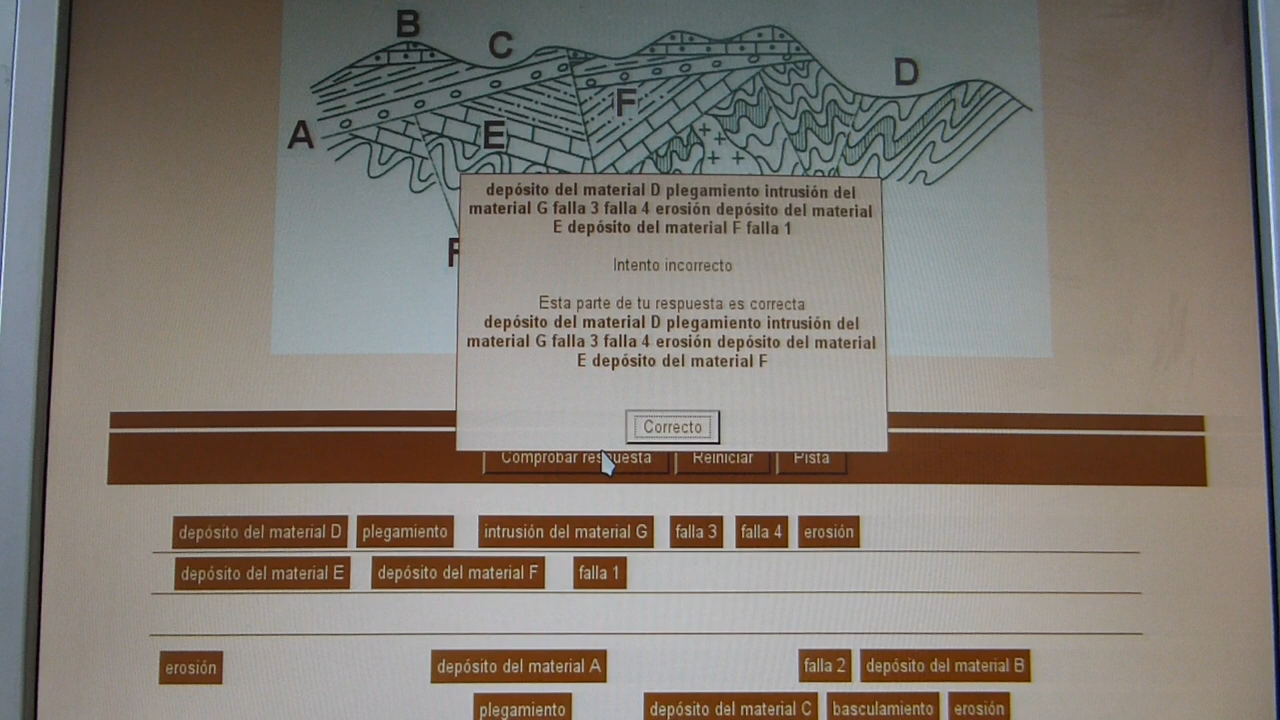 B
C
D
F
A
E
depósito del material D plegamiento intrusión del
material G falla 3 falla 4 erosión depósito del material
E depósito del material F falla 1
F
Intento incorrecto
Esta parte de tu respuesta es correcta
depósito del material D plegamiento intrusión del
material G falla 3 falla 4 erosión depósito del material
E depósito del material F
Correcto
Comprobar respuesta Reiniciar Pista
depósito del material D plegamiento intrusión del material G falla 3 falla 4 erosión
depósito del material E depósito del material F falla 1
erosión depósito del material A falla 2 depósito del material B
plegamiento depósito del material C basculamiento erosión